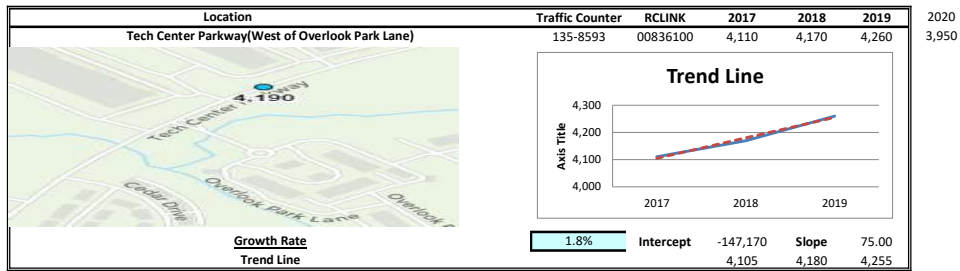 Location Traffic Counter RCLINK 2017 2018 2019 2020
Tech Center Parkway(West of Overlook Park Lane) 135-8593 00836100 4,110 4,170 4,260 3,950
4,190
Tech Center Parkway
Cedar Drive
Overlook Park Lane
Overlook
Trend Line
Axis Title
4,300
4,200
4,100
4,000
2017 2018 2019
Growth Rate 1.8% Intercept -147,170 Slope 75.00
Trend Line 4,105 4,180 4,255